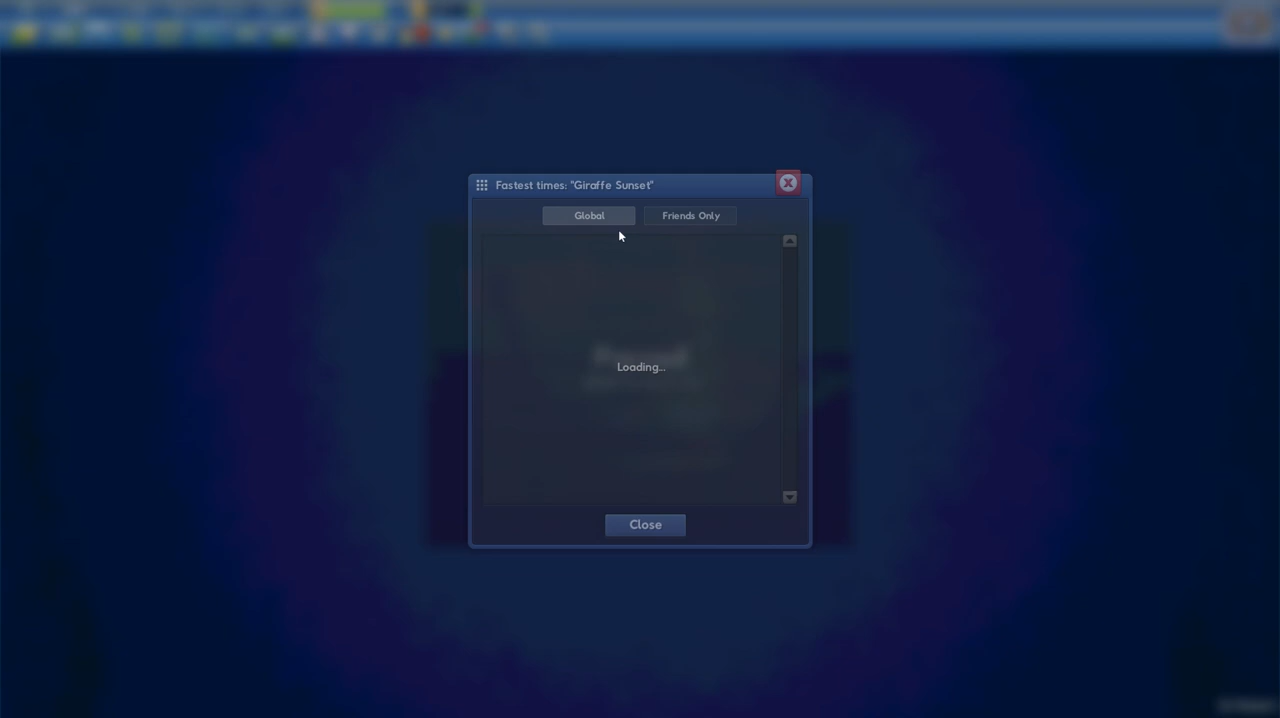 Fastest times: "Giraffe Sunset"
Global
Friends Only
Loading...
Close